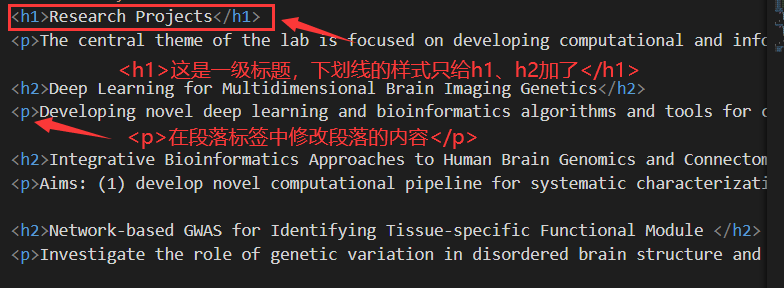 <h1>Research Projects</h1>
<p>The central theme of the lab is focused on developing computational and info
<h1>这是一级标题，下划线的样式只给h1、h2加了</h1>
<h2>Deep Learning for Multidimensional Brain Imaging Genetics</h2>
<p>Developing novel deep learning and bioinformatics algorithms and tools for c
<p>在段落标签中修改段落的内容</p>
<h2>Integrative Bioinformatics Approaches to Human Brain Genomics and Connectom
<p>Aims: (1) develop novel computational pipeline for systematic characterizati
<h2>Network-based GWAS for Identifying Tissue-specific Functional Module </h2>
<p>Investigate the role of genetic variation in disordered brain structure and